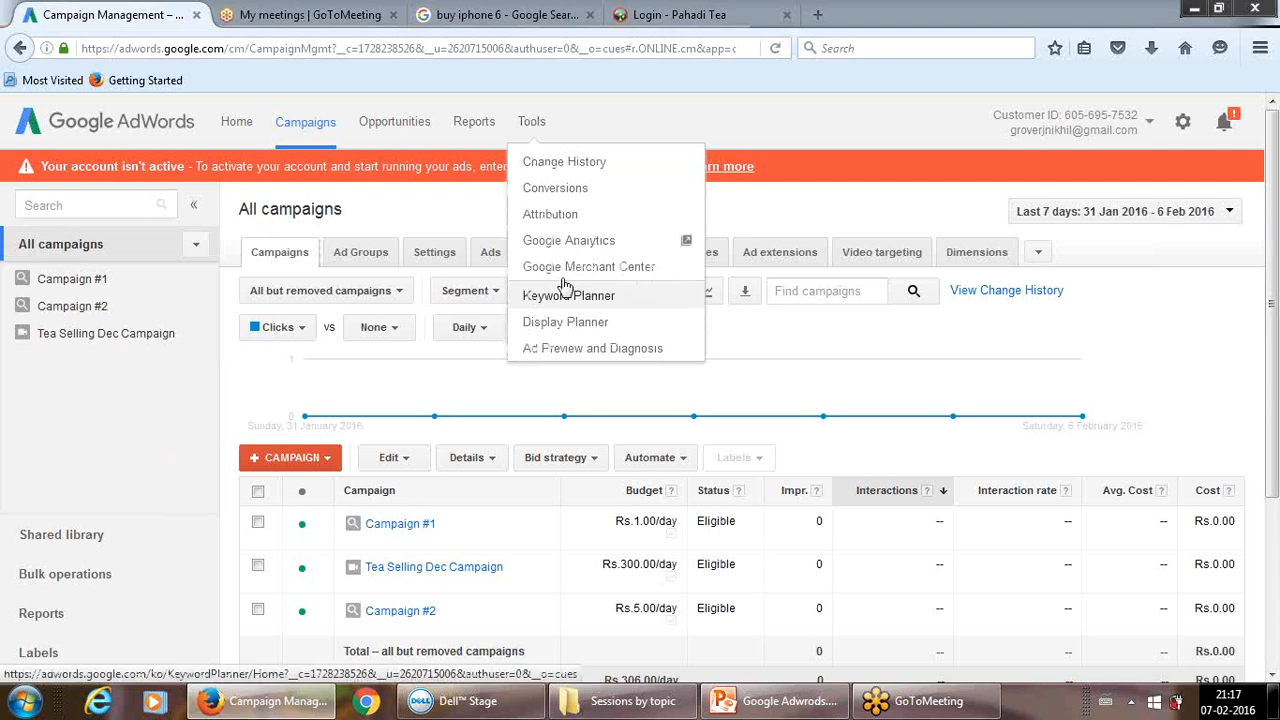 Campaign Management – ...
My meetings | GoToMeeting
buy iphone 6 - Google Sear...
Login - Pahadi Tea
https://adwords.google.com/cm/CampaignMgmt?__c=1728238526&__u=2620715006&authuser=0&__o=cues#r.ONLINE.cm&app=c
Search
Most Visited
Getting Started
Google AdWords
Home
Campaigns
Opportunities
Reports
Tools
Customer ID: 605-695-7532
groverjnikhil@gmail.com
Your account isn't active - To activate your account and start running your ads, enter
rn more
Change History
Conversions
Attribution
Google Analytics
Google Merchant Center
Keyword Planner
Display Planner
Ad Preview and Diagnosis
Search
«
All campaigns
Campaign #1
Campaign #2
Tea Selling Dec Campaign
Shared library
Bulk operations
Reports
Labels
All campaigns
Last 7 days: 31 Jan 2016 - 6 Feb 2016
Campaigns
Ad Groups
Settings
Ads
es
Ad extensions
Video targeting
Dimensions
All but removed campaigns
Segment
Find campaigns
View Change History
Clicks
vs
None
Daily
1
0
Sunday, 31 January 2016
Saturday, 6 February 2016
+ CAMPAIGN
Edit
Details
Bid strategy
Automate
Labels
Campaign Budget ? Status ? Impr. ? Interactions ? Interaction rate ? Avg. Cost ? Cost ?
Campaign #1 Rs.1.00/day Eligible 0 -- -- -- Rs.0.00
Tea Selling Dec Campaign Rs.300.00/day Eligible 0 -- -- -- Rs.0.00
Campaign #2 Rs.5.00/day Eligible 0 -- -- -- Rs.0.00
Total – all but removed campaigns 0 -- -- -- Rs.0.00
Rs.306.00/day
https://adwords.google.com/ko/KeywordPlanner/Home?__c=1728238526&__u=2620715006&authuser=0&__o=cues
Campaign Manag...
Dell™ Stage
Sessions by topic
Google Adwrods....
GoToMeeting
21:17
07-02-2016